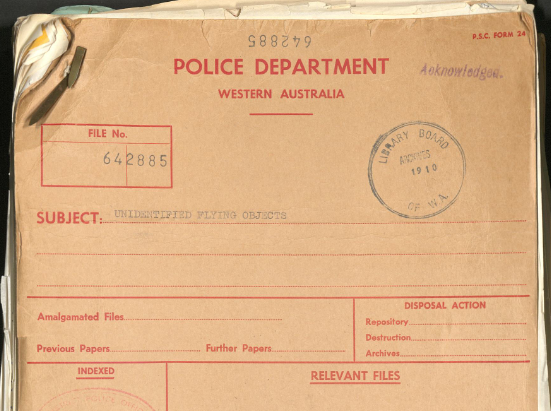 642885
P.S.C. FORM 24
POLICE DEPARTMENT
Acknowledged.
WESTERN AUSTRALIA
FILE No.
642885
LIBRARY BOARD
ARCHIVES
1910
OF W.A.
SUBJECT: UNIDENTIFIED FLYING OBJECTS
Amalgamated Files
DISPOSAL ACTION
Repository
Destruction
Previous Papers Further Papers
Archives
INDEXED
RELEVANT FILES